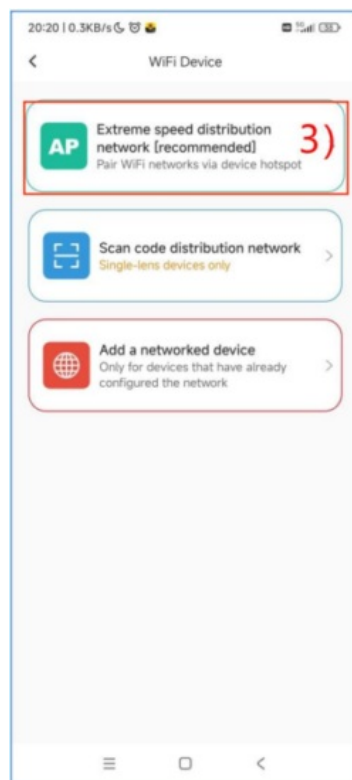 20:20 | 0.3KB/s
WiFi Device
AP
Extreme speed distribution
network [recommended]
3)
Pair WiFi networks via device hotspot
Scan code distribution network
Single-lens devices only
Add a networked device
Only for devices that have already
configured the network